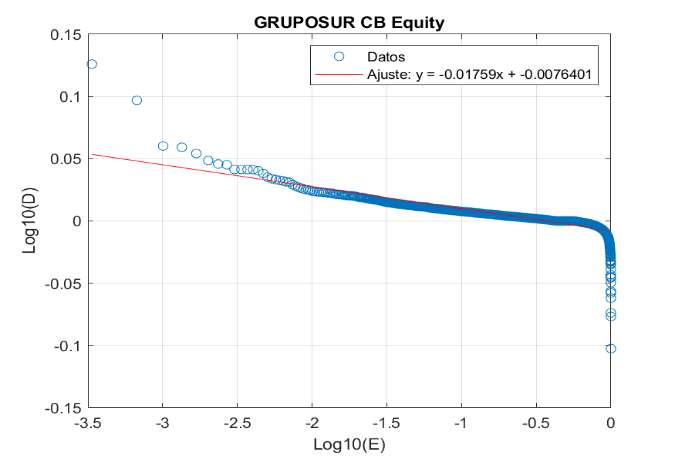 GRUPOSUR CB Equity
Datos
Ajuste: y = -0.01759x + -0.0076401
0.15
0.1
0.05
0
-0.05
-0.1
-0.15
Log10(D)
-3.5 -3 -2.5 -2 -1.5 -1 -0.5 0
Log10(E)